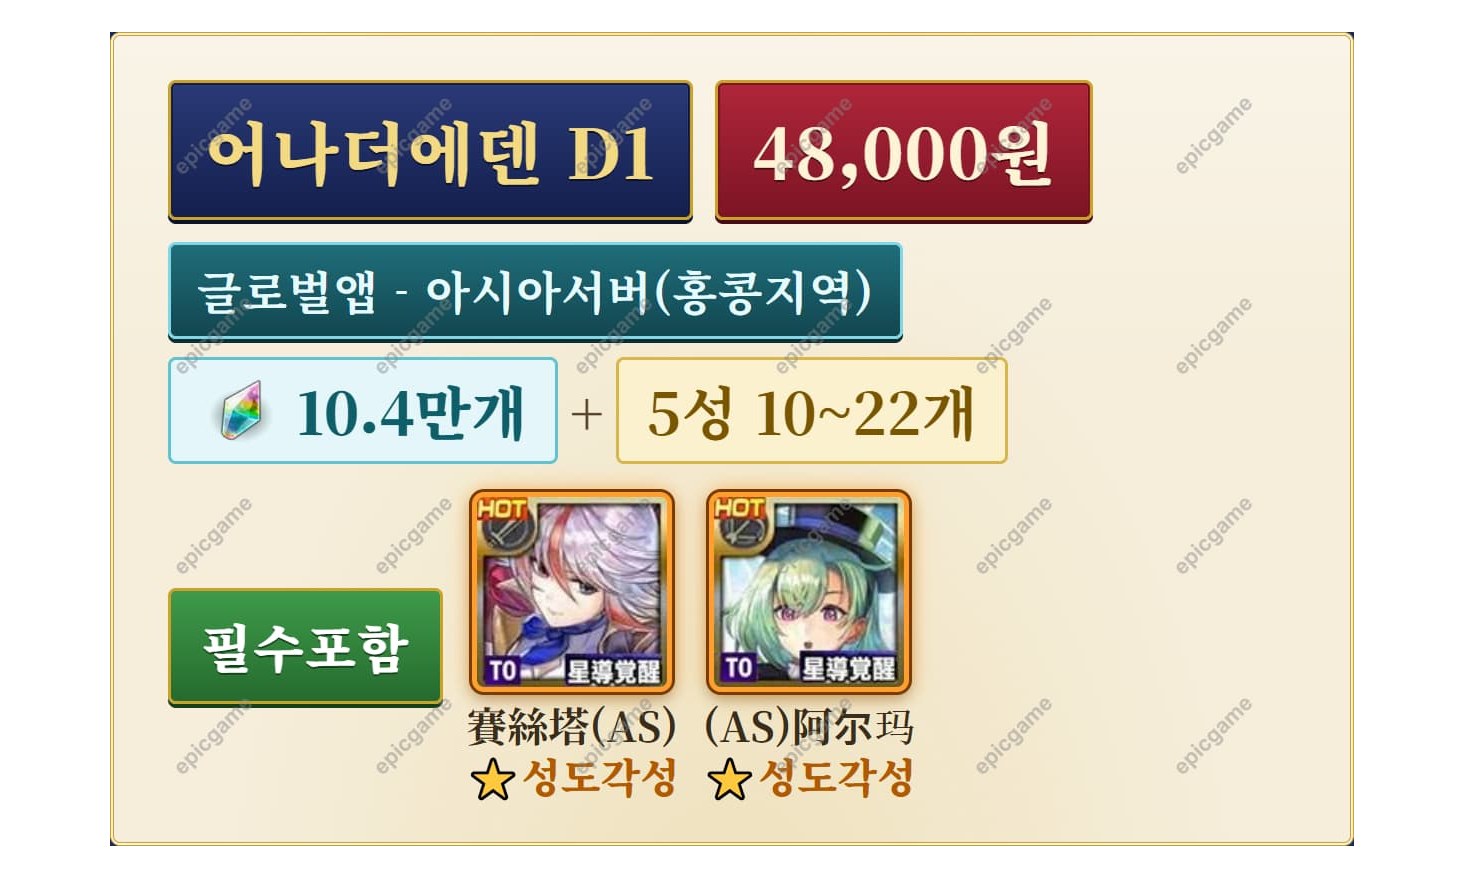 어나더에덴 D1 48,000원
글로벌앱 - 아시아서버(홍콩지역)
10.4만개 + 5성 10~22개
HOT HOT
T0 星導覚醒 T0 星導覚醒
필수포함
賽絲塔(AS) (AS)阿尔玛
성도각성 성도각성
epicgame